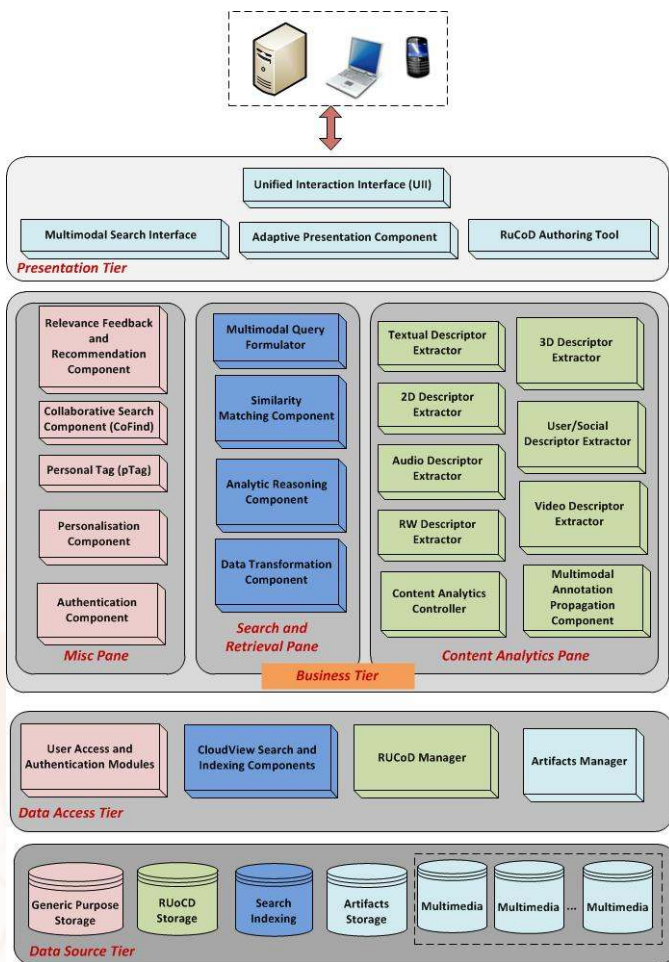 Unified Interaction Interface (UII)
Multimodal Search Interface
Adaptive Presentation Component
RuCoD Authoring Tool
Presentation Tier
Relevance Feedback
and
Recommendation
Component
Collaborative Search
Component (CoFind)
Personal Tag (pTag)
Personalisation
Component
Authentication
Component
Misc Pane
Multimodal Query
Formulator
Similarity
Matching Component
Analytic Reasoning
Component
Data Transformation
Component
Search and
Retrieval Pane
Textual Descriptor
Extractor
2D Descriptor
Extractor
Audio Descriptor
Extractor
RW Descriptor
Extractor
Content Analytics
Controller
3D Descriptor
Extractor
User/Social
Descriptor Extractor
Video Descriptor
Extractor
Multimodal
Annotation
Propagation
Component
Content Analytics Pane
Business Tier
User Access and
Authentication Modules
CloudView Search and
Indexing Components
RUCoD Manager
Artifacts Manager
Data Access Tier
Generic Purpose
Storage
RUoCD
Storage
Search
Indexing
Artifacts
Storage
Multimedia
Multimedia
...
Multimedia
Data Source Tier